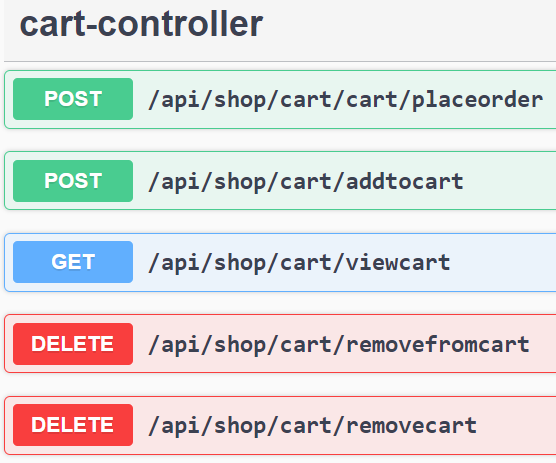 cart-controller
POST /api/shop/cart/cart/placeorder
POST /api/shop/cart/addtocart
GET /api/shop/cart/viewcart
DELETE /api/shop/cart/removefromcart
DELETE /api/shop/cart/removecart